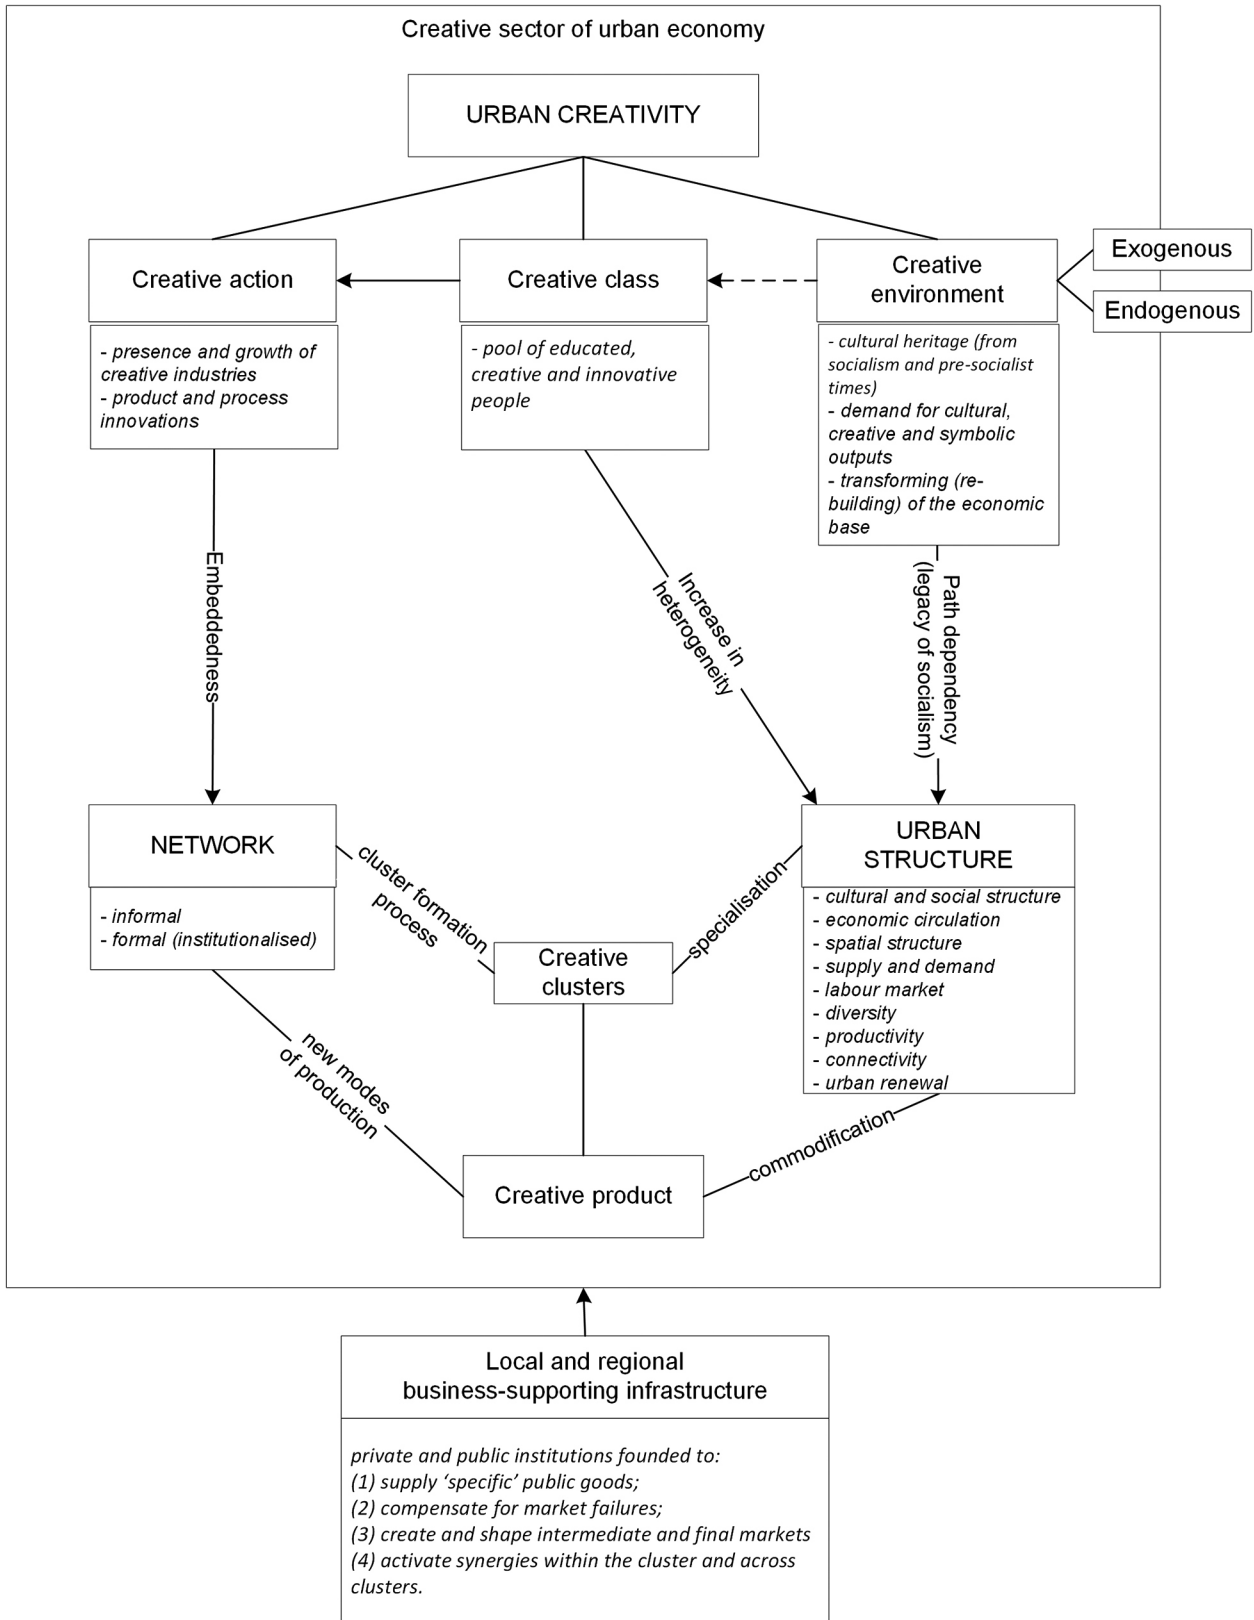 Creative sector of urban economy
URBAN CREATIVITY
Creative action
Creative class
Creative
environment
Exogenous
Endogenous
- presence and growth of
creative industries
- product and process
innovations
- pool of educated,
creative and innovative
people
- cultural heritage (from
socialism and pre-socialist
times)
- demand for cultural,
creative and symbolic
outputs
- transforming (re-
building) of the economic
base
Embeddedness
Increase in
heterogeneity
Path dependency
(legacy of socialism)
NETWORK
- informal
- formal (institutionalised)
cluster formation
process
Creative
clusters
specialisation
URBAN
STRUCTURE
- cultural and social structure
- economic circulation
- spatial structure
- supply and demand
- labour market
- diversity
- productivity
- connectivity
- urban renewal
new modes
of production
Creative product
commodification
Local and regional
business-supporting infrastructure
private and public institutions founded to:
(1) supply ‘specific’ public goods;
(2) compensate for market failures;
(3) create and shape intermediate and final markets
(4) activate synergies within the cluster and across
clusters.